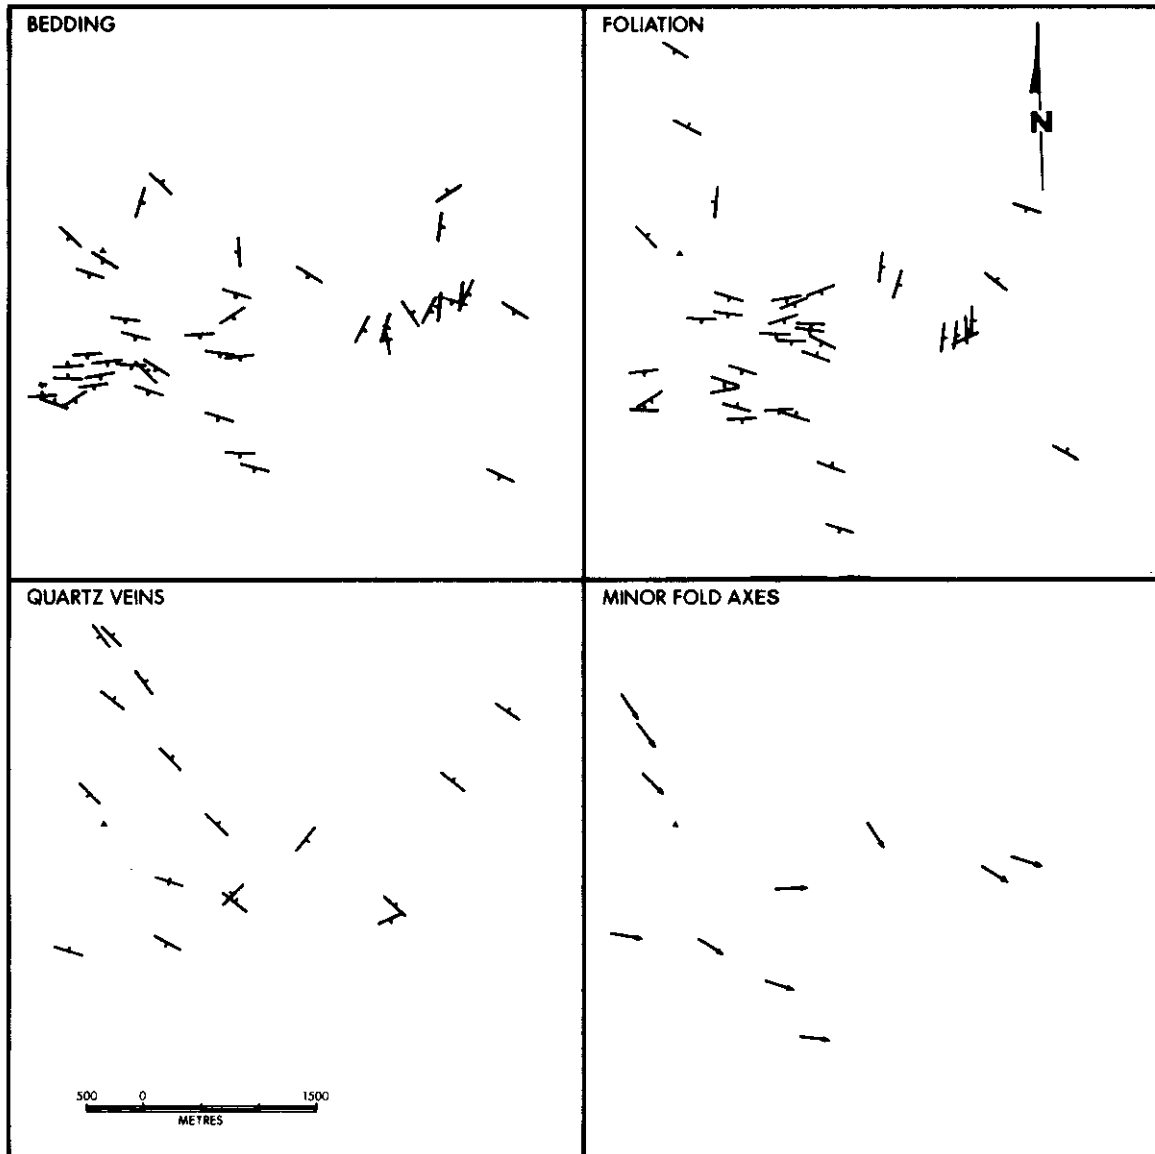 BEDDING
FOLIATION
N
QUARTZ VEINS
MINOR FOLD AXES
500 0 1500
METRES